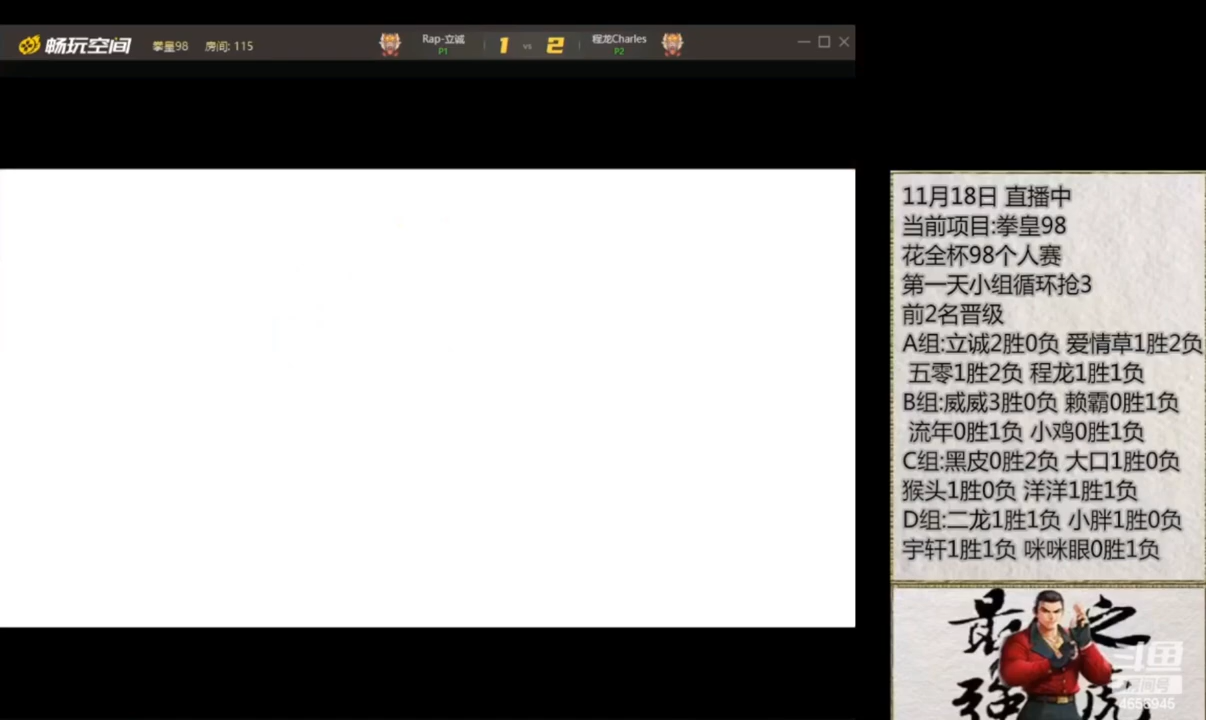 畅玩空间 拳皇98 房间: 115 Rap-立诚 P1 1 vs 2 程龙Charles P2
11月18日 直播中
当前项目:拳皇98
花全杯98个人赛
第一天小组循环抢3
前2名晋级
A组:立诚2胜0负 爱情草1胜2负
五零1胜2负 程龙1胜1负
B组:威威3胜0负 赖霸0胜1负
流年0胜1负 小鸡0胜1负
C组:黑皮0胜2负 大口1胜0负
猴头1胜0负 洋洋1胜1负
D组:二龙1胜1负 小胖1胜0负
宇轩1胜1负 咪咪眼0胜1负
最 之
强 虎
斗鱼
房间号
4656945